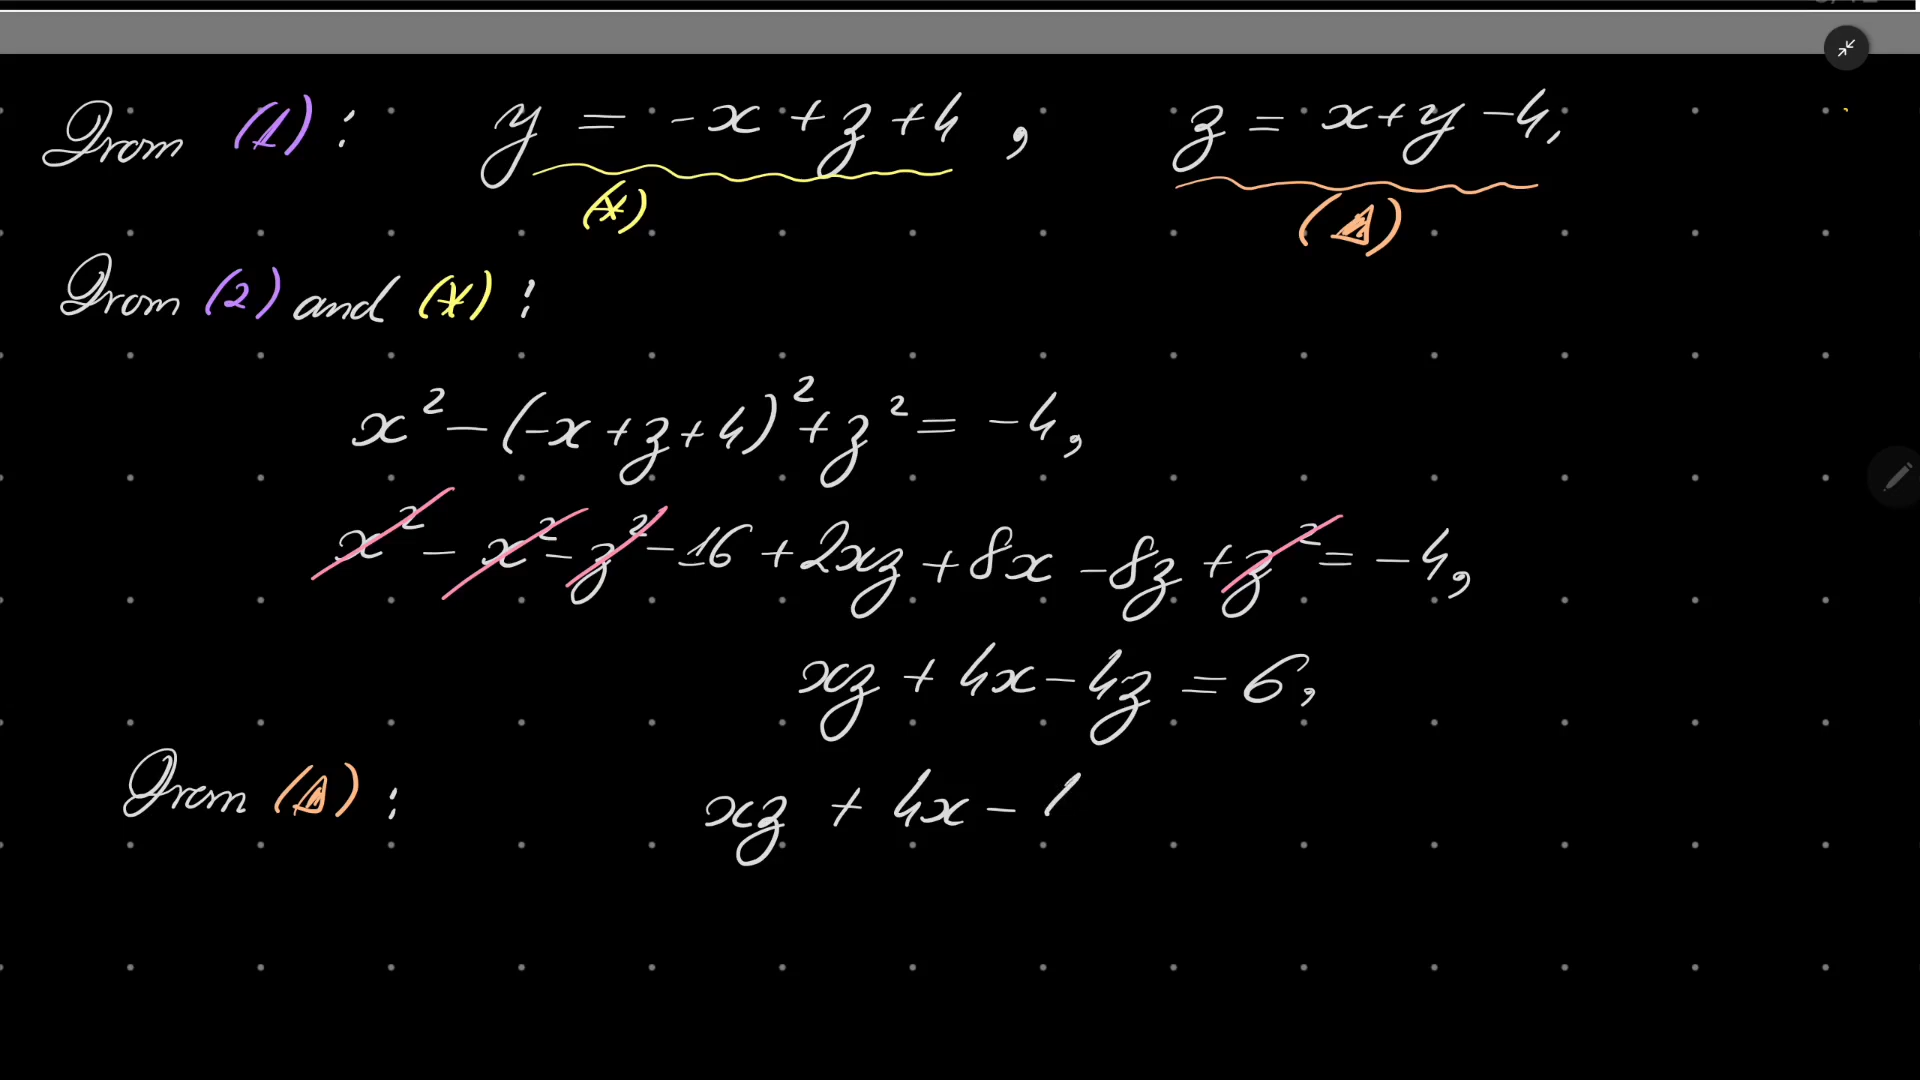 From (1): y = -x + z + 4, z = x + y - 4,
(*) (Δ)
From (2) and (*):
x² - (-x + z + 4)² + z² = -4,
x² - x² - z² - 16 + 2xz + 8x - 8z + z² = -4,
xz + 4x - 4z = 6,
From (Δ): xz + 4x -